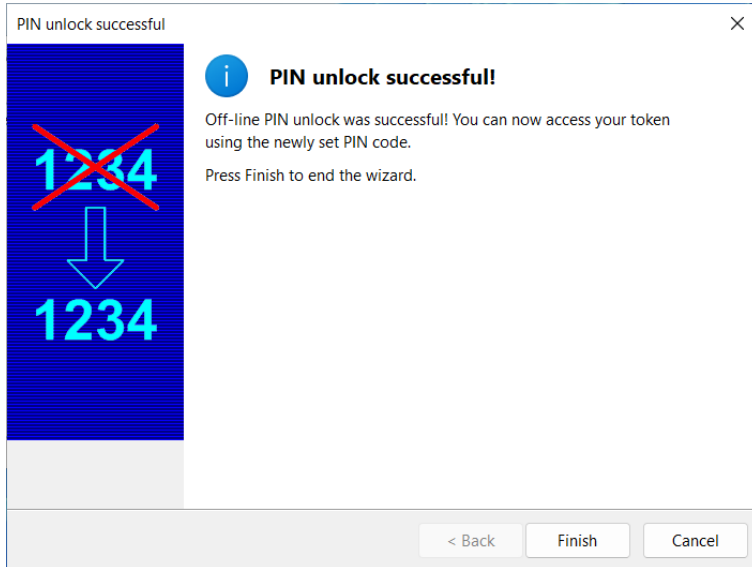 PIN unlock successful
1234
1234
PIN unlock successful!
Off-line PIN unlock was successful! You can now access your token
using the newly set PIN code.
Press Finish to end the wizard.
< Back
Finish
Cancel